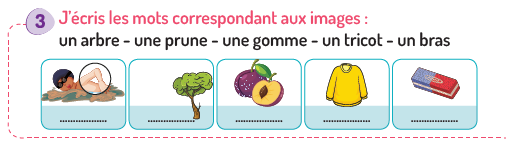 3 J'écris les mots correspondant aux images :
un arbre - une prune - une gomme - un tricot - un bras
.................. .................. .................. .................. ..................